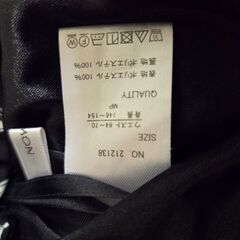 NO. 212138
SIZE
身長 146～154
ウエスト 64～70
MP
QUALITY
表地 ポリエステル 100%
裏地 ポリエステル 100%